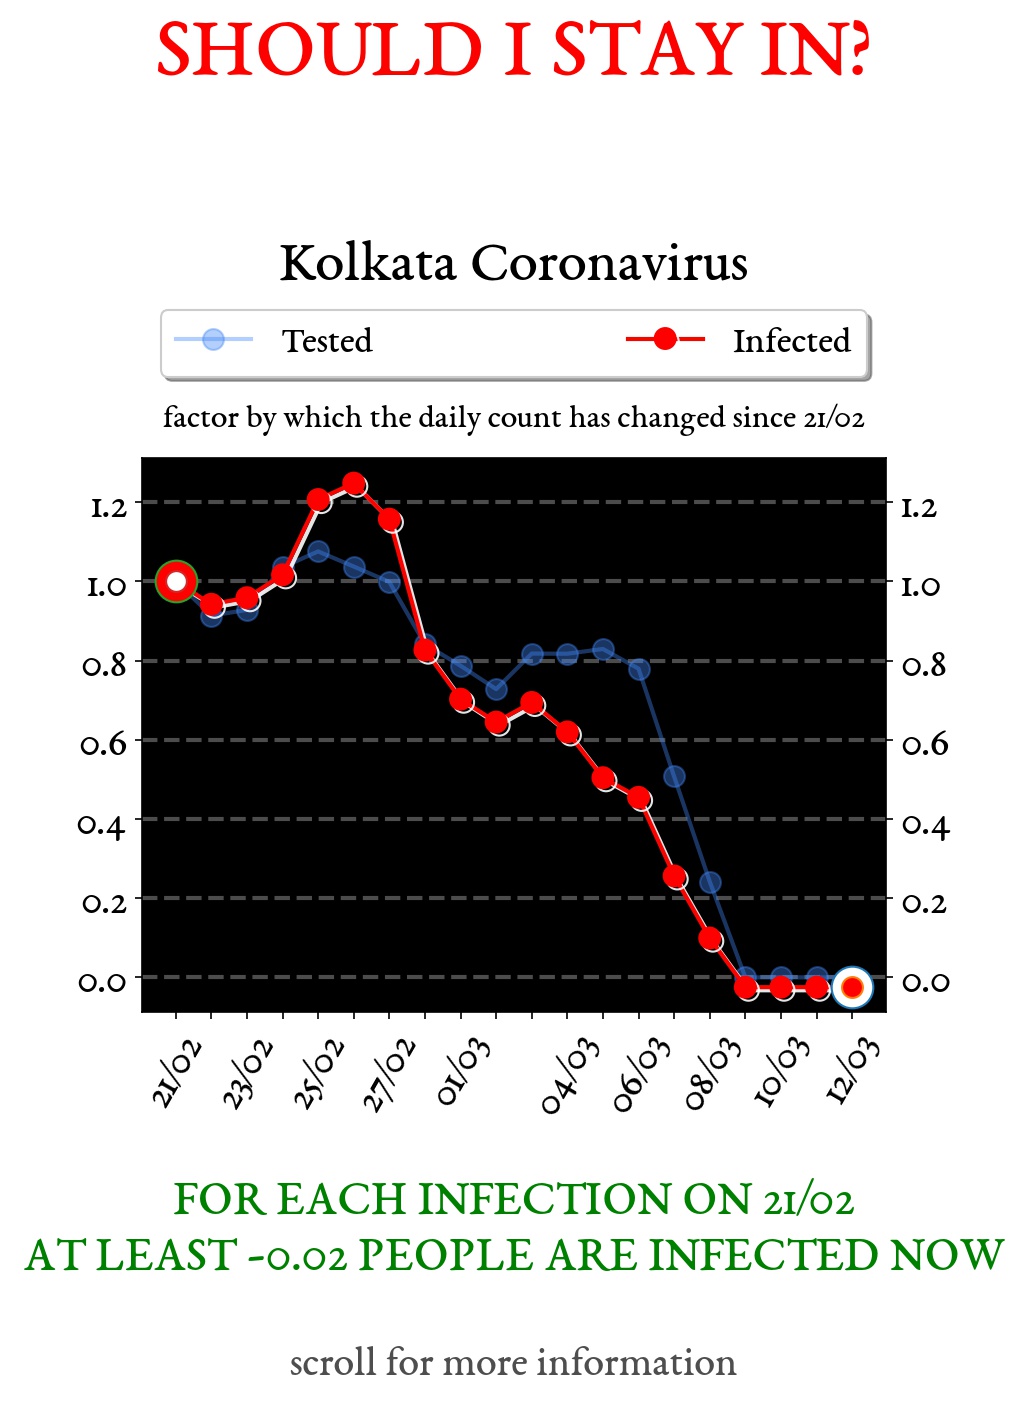 SHOULD I STAY IN?
Kolkata Coronavirus
Tested Infected
factor by which the daily count has changed since 21/02
1.2 1.2
1.0 1.0
0.8 0.8
0.6 0.6
0.4 0.4
0.2 0.2
0.0 0.0
21/02 23/02 25/02 27/02 01/03 04/03 06/03 08/03 10/03 12/03
FOR EACH INFECTION ON 21/02
AT LEAST -0.02 PEOPLE ARE INFECTED NOW
scroll for more information